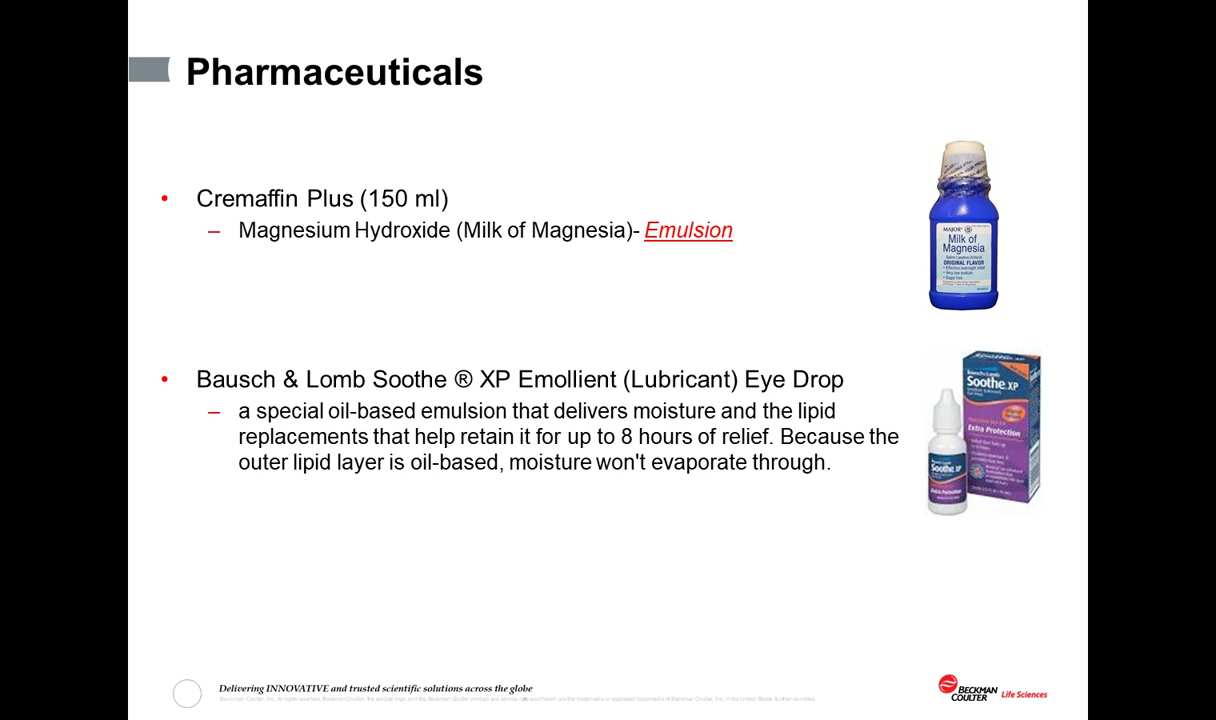 Pharmaceuticals
• Cremaffin Plus (150 ml)
– Magnesium Hydroxide (Milk of Magnesia)- Emulsion
MAJOR
Milk of
Magnesia
ORIGINAL FLAVOR
• Bausch & Lomb Soothe ® XP Emollient (Lubricant) Eye Drop
– a special oil-based emulsion that delivers moisture and the lipid
replacements that help retain it for up to 8 hours of relief. Because the
outer lipid layer is oil-based, moisture won't evaporate through.
Bausch & Lomb
Soothe XP
Extra Protection
Soothe XP
Extra Protection
Delivering INNOVATIVE and trusted scientific solutions across the globe
BECKMAN
COULTER Life Sciences